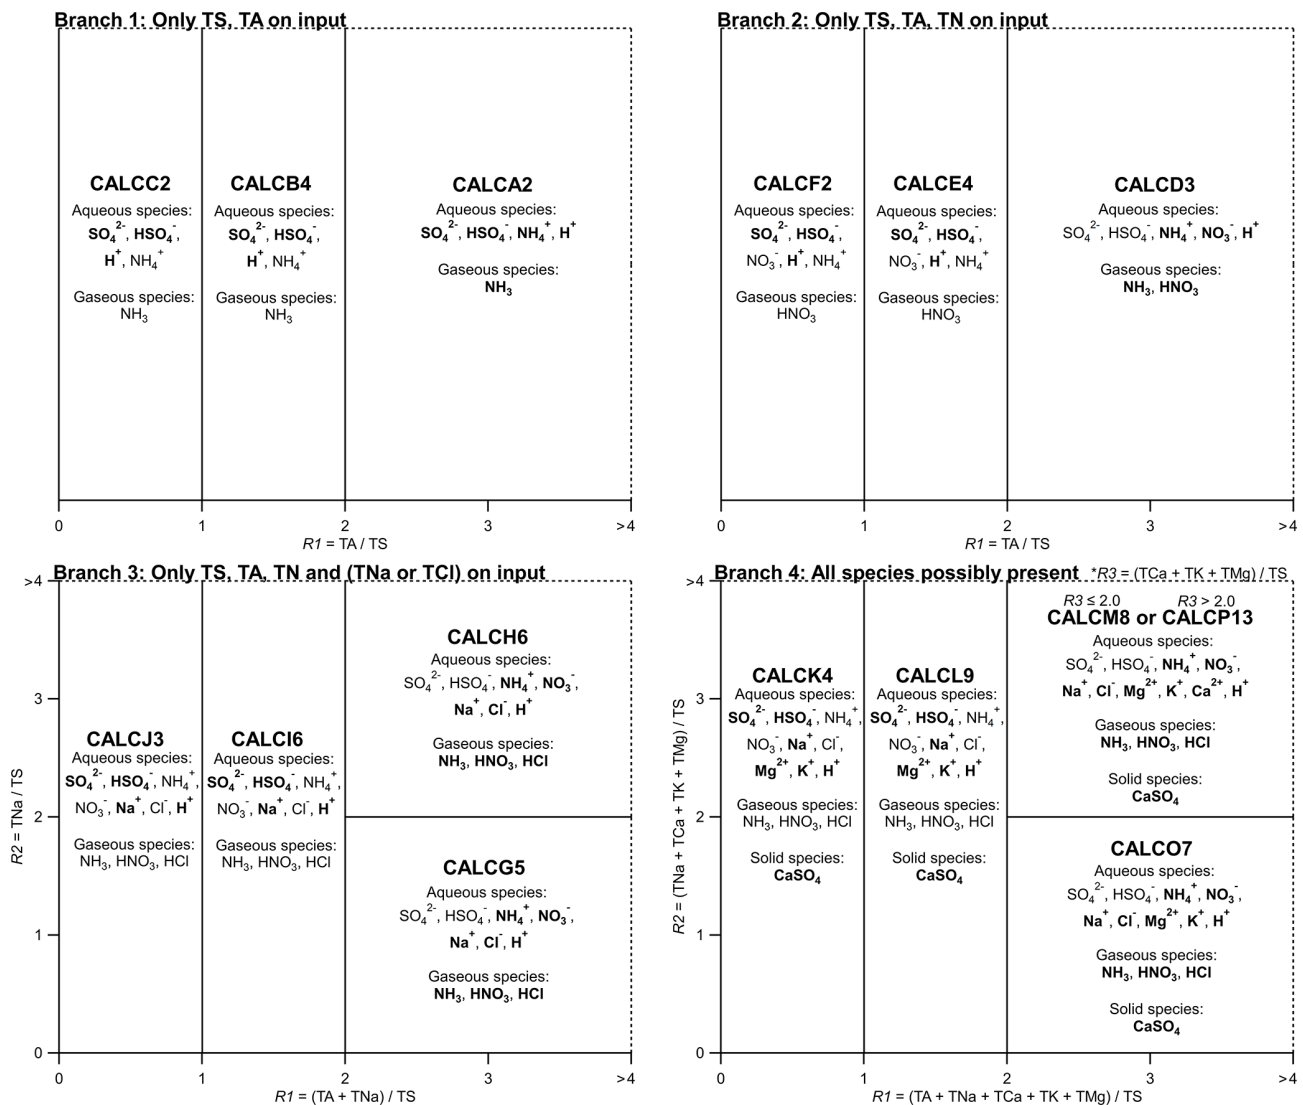 Branch 1: Only TS, TA on input
CALCC2
Aqueous species:
SO₄²⁻, HSO₄⁻,
H⁺, NH₄⁺
Gaseous species:
NH₃
CALCB4
Aqueous species:
SO₄²⁻, HSO₄⁻,
H⁺, NH₄⁺
Gaseous species:
NH₃
CALCA2
Aqueous species:
SO₄²⁻, HSO₄⁻, NH₄⁺, H⁺
Gaseous species:
NH₃
0 1 2 3 >4
R1 = TA / TS
Branch 2: Only TS, TA, TN on input
CALCF2
Aqueous species:
SO₄²⁻, HSO₄⁻,
NO₃⁻, H⁺, NH₄⁺
Gaseous species:
HNO₃
CALCE4
Aqueous species:
SO₄²⁻, HSO₄⁻,
NO₃⁻, H⁺, NH₄⁺
Gaseous species:
HNO₃
CALCD3
Aqueous species:
SO₄²⁻, HSO₄⁻, NH₄⁺, NO₃⁻, H⁺
Gaseous species:
NH₃, HNO₃
0 1 2 3 >4
R1 = TA / TS
Branch 3: Only TS, TA, TN and (TNa or TCl) on input
>4
3
2
1
0
R2 = TNa / TS
CALCJ3
Aqueous species:
SO₄²⁻, HSO₄⁻, NH₄⁺,
NO₃⁻, Na⁺, Cl⁻, H⁺
Gaseous species:
NH₃, HNO₃, HCl
CALCI6
Aqueous species:
SO₄²⁻, HSO₄⁻, NH₄⁺,
NO₃⁻, Na⁺, Cl⁻, H⁺
Gaseous species:
NH₃, HNO₃, HCl
CALCH6
Aqueous species:
SO₄²⁻, HSO₄⁻, NH₄⁺, NO₃⁻,
Na⁺, Cl⁻, H⁺
Gaseous species:
NH₃, HNO₃, HCl
CALCG5
Aqueous species:
SO₄²⁻, HSO₄⁻, NH₄⁺, NO₃⁻,
Na⁺, Cl⁻, H⁺
Gaseous species:
NH₃, HNO₃, HCl
0 1 2 3 >4
R1 = (TA + TNa) / TS
Branch 4: All species possibly present *R3 = (TCa + TK + TMg) / TS
>4
3
2
1
0
R2 = (TNa + TCa + TK + TMg) / TS
CALCK4
Aqueous species:
SO₄²⁻, HSO₄⁻, NH₄⁺,
NO₃⁻, Na⁺, Cl⁻,
Mg²⁺, K⁺, H⁺
Gaseous species:
NH₃, HNO₃, HCl
Solid species:
CaSO₄
CALCL9
Aqueous species:
SO₄²⁻, HSO₄⁻, NH₄⁺,
NO₃⁻, Na⁺, Cl⁻,
Mg²⁺, K⁺, H⁺
Gaseous species:
NH₃, HNO₃, HCl
Solid species:
CaSO₄
R3 ≤ 2.0 R3 > 2.0
CALCM8 or CALCP13
Aqueous species:
SO₄²⁻, HSO₄⁻, NH₄⁺, NO₃⁻,
Na⁺, Cl⁻, Mg²⁺, K⁺, Ca²⁺, H⁺
Gaseous species:
NH₃, HNO₃, HCl
Solid species:
CaSO₄
CALCO7
Aqueous species:
SO₄²⁻, HSO₄⁻, NH₄⁺, NO₃⁻,
Na⁺, Cl⁻, Mg²⁺, K⁺, H⁺
Gaseous species:
NH₃, HNO₃, HCl
Solid species:
CaSO₄
0 1 2 3 >4
R1 = (TA + TNa + TCa + TK + TMg) / TS